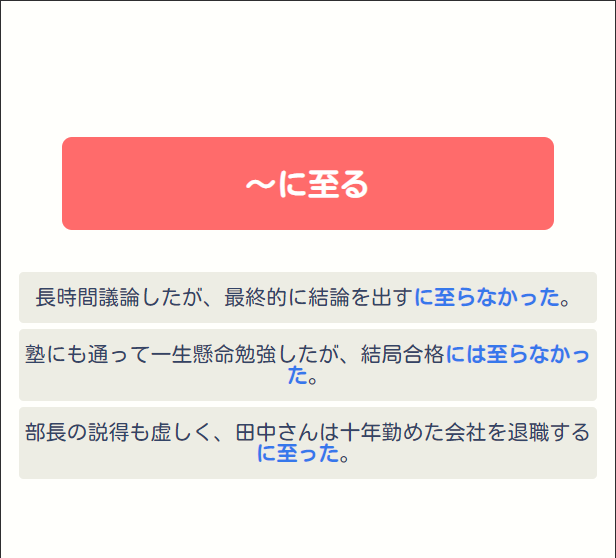 ～に至る
長時間議論したが、最終的に結論を出すに至らなかった。
塾にも通って一生懸命勉強したが、結局合格には至らなかっ
た。
部長の説得も虚しく、田中さんは十年勤めた会社を退職する
に至った。